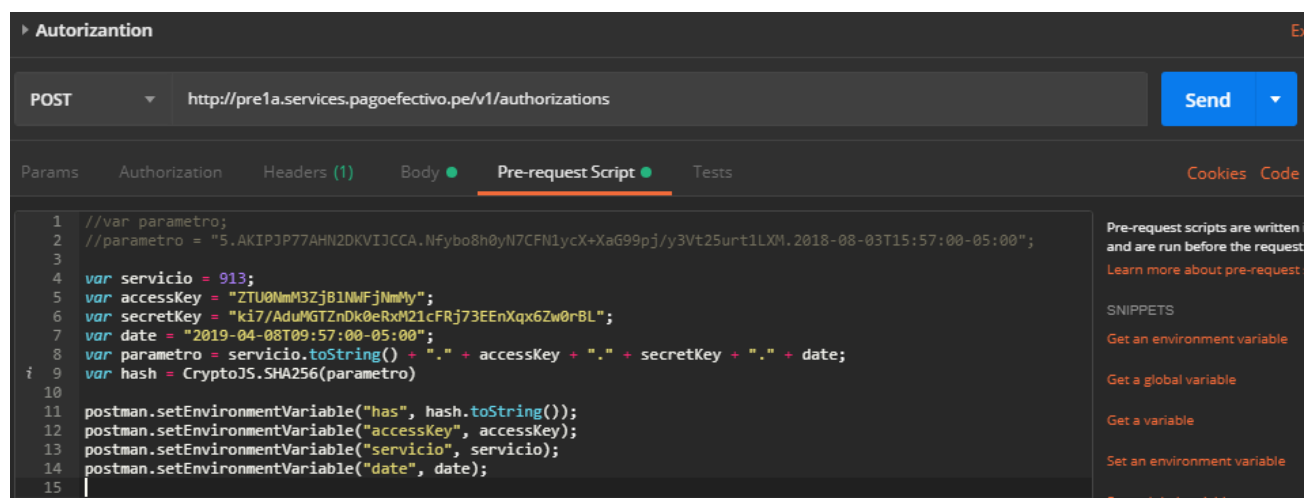 Autorizantion
Ex
POST http://pre1a.services.pagoefectivo.pe/v1/authorizations Send
Params Authorization Headers (1) Body Pre-request Script Tests Cookies Code
1 //var parametro;
2 //parametro = "5.AKIPJP77AHN2DKVIJCCA.Nfybo8h0yN7CFN1ycX+XaG99pj/y3Vt25urt1LXM.2018-08-03T15:57:00-05:00";
3
4 var servicio = 913;
5 var accessKey = "ZTU0NmM3ZjBlNWFjNmMy";
6 var secretKey = "ki7/AduMGTZnDk0eRxM21cFRj73EEnXqx6Zw0rBL";
7 var date = "2019-04-08T09:57:00-05:00";
8 var parametro = servicio.toString() + "." + accessKey + "." + secretKey + "." + date;
i 9 var hash = CryptoJS.SHA256(parametro)
10
11 postman.setEnvironmentVariable("has", hash.toString());
12 postman.setEnvironmentVariable("accessKey", accessKey);
13 postman.setEnvironmentVariable("servicio", servicio);
14 postman.setEnvironmentVariable("date", date);
15
Pre-request scripts are written
and are run before the request
Learn more about pre-request
SNIPPETS
Get an environment variable
Get a global variable
Get a variable
Set an environment variable